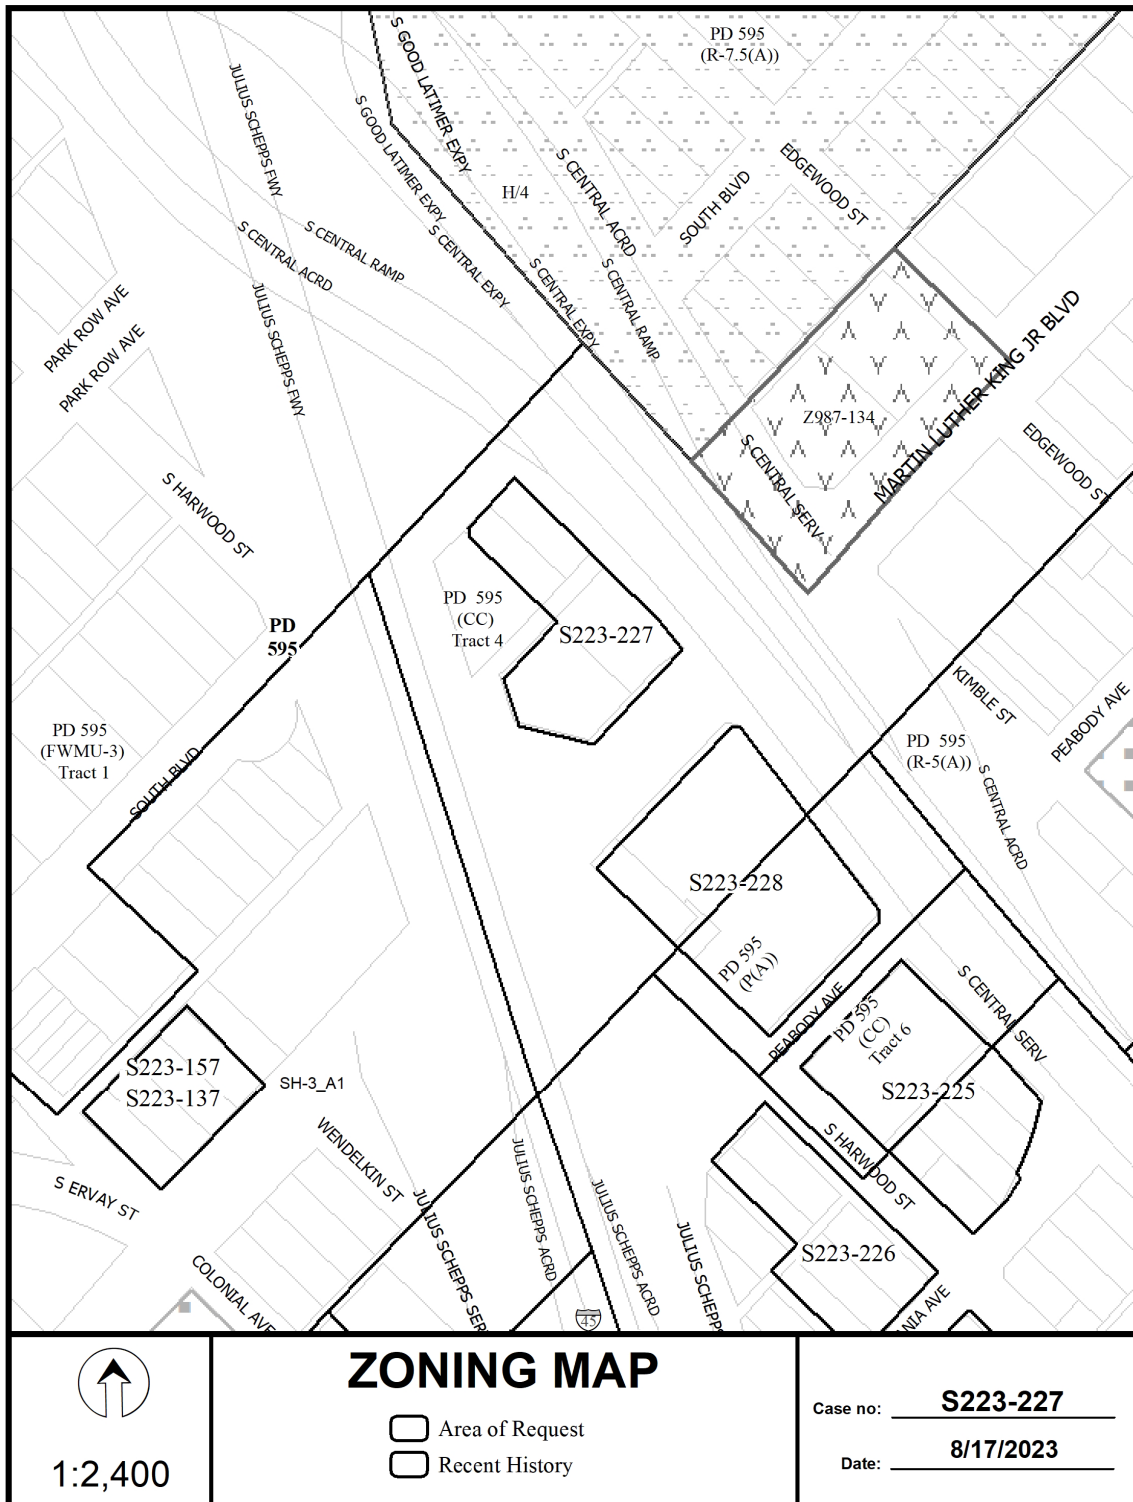 PD 595
(R-7.5(A))
S GOOD LATIMER EXPY
JULIUS SCHEPPS FWY
S GOOD LATIMER EXPY
S CENTRAL ACRD
EDGEWOOD ST
H/4
SOUTH BLVD
S CENTRAL ACRD
S CENTRAL RAMP
S CENTRAL EXPY
S CENTRAL EXPY
S CENTRAL RAMP
JULIUS SCHEPPS FWY
PARK ROW AVE
PARK ROW AVE
MARTIN LUTHER KING JR BLVD
Z987-134
S CENTRAL SERV
EDGEWOOD ST
S HARWOOD ST
PD 595
(CC)
Tract 4
S223-227
PD
595
KIMBLE ST
PEABODY AVE
PD 595
(FWMU-3)
Tract 1
PD 595
(R-5(A))
SOUTH BLVD
S CENTRAL ACRD
S223-228
PD 595
(P(A))
PEABODY AVE
PD 595
(CC)
Tract 6
S CENTRAL SERV
S223-225
S223-157
S223-137
SH-3_A1
WENDELKIN ST
S HARWOOD ST
S ERVAY ST
JULIUS SCHEPPS SER
JULIUS SCHEPPS ACRD
JULIUS SCHEPPS ACRD
JULIUS SCHEPPS
S223-226
COLONIAL AVE
ANIA AVE
45
1:2,400
ZONING MAP
Area of Request
Recent History
Case no: S223-227
Date: 8/17/2023